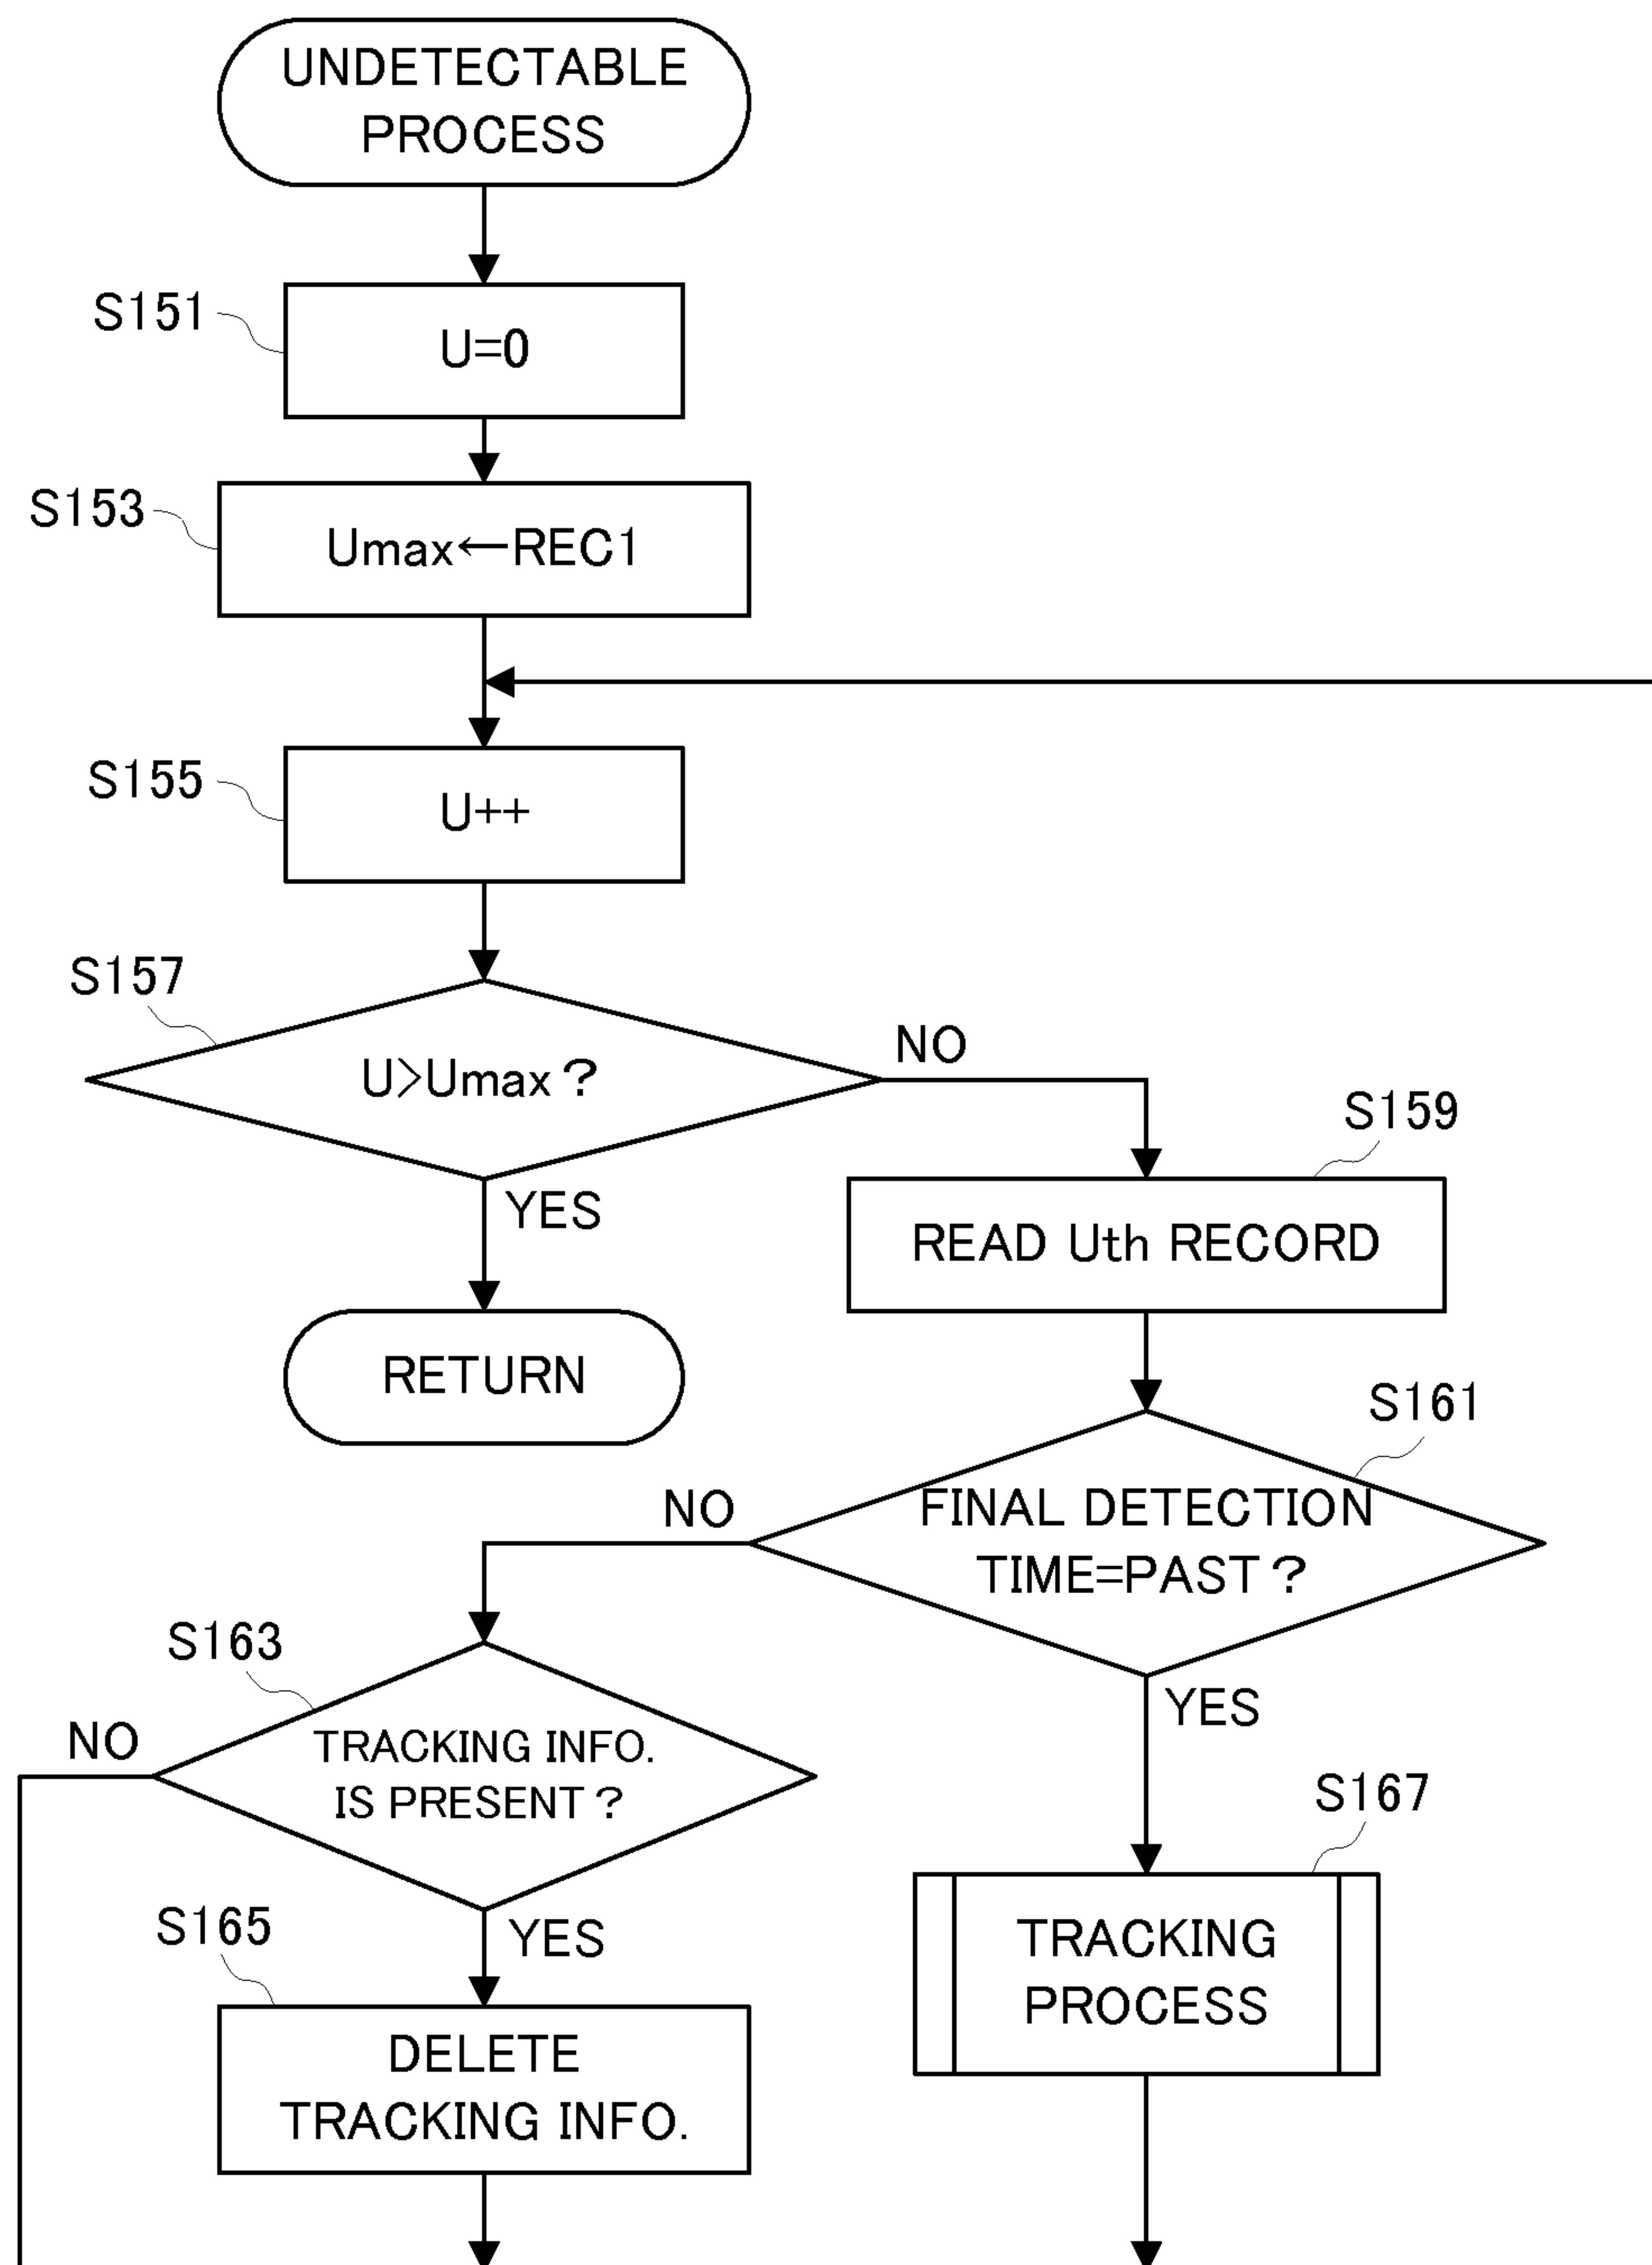 UNDETECTABLE
PROCESS
S151
U=0
S153
Umax←REC1
S155
U++
S157
U>Umax?
NO
YES
S159
READ Uth RECORD
RETURN
S161
FINAL DETECTION
TIME=PAST?
NO
YES
S163
TRACKING INFO.
IS PRESENT?
NO
YES
S165
DELETE
TRACKING INFO.
S167
TRACKING
PROCESS